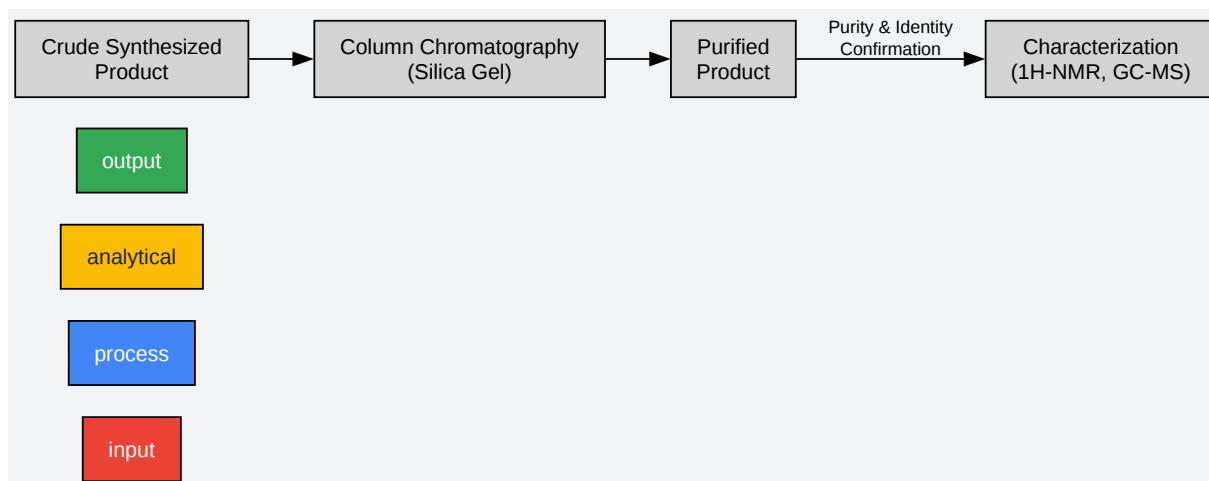 Crude Synthesized
Product
Column Chromatography
(Silica Gel)
Purified
Product
Purity & Identity
Confirmation
Characterization
(1H-NMR, GC-MS)
output
analytical
process
input